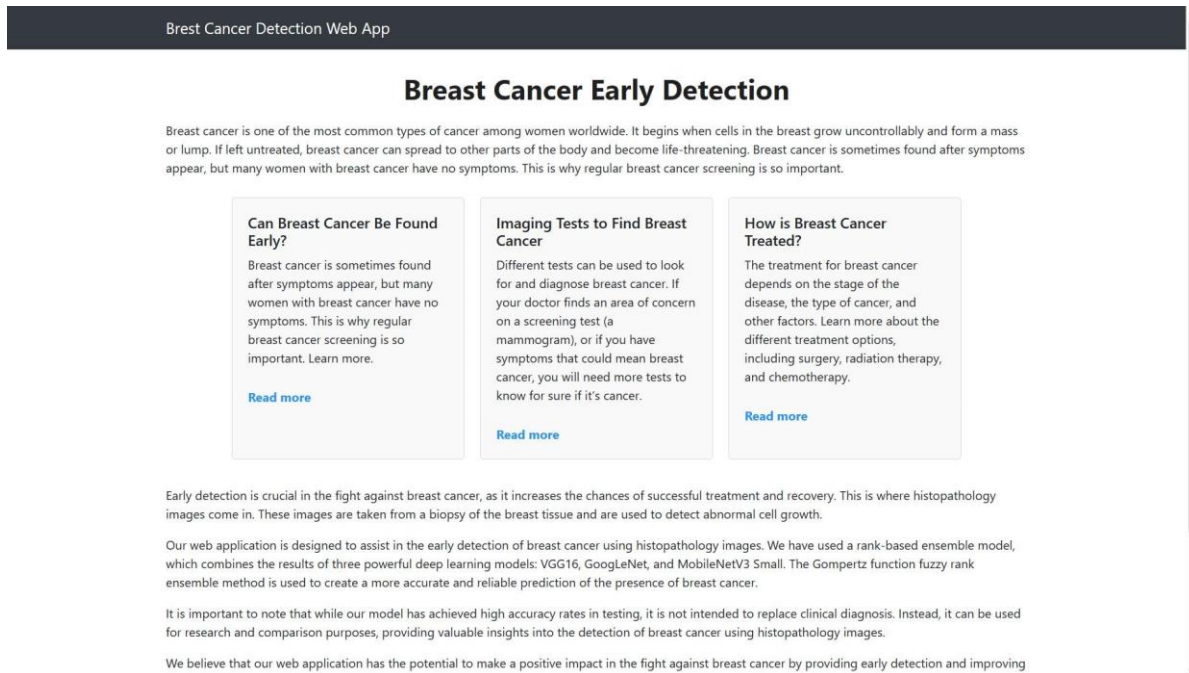 Brest Cancer Detection Web App
Breast Cancer Early Detection
Breast cancer is one of the most common types of cancer among women worldwide. It begins when cells in the breast grow uncontrollably and form a mass
or lump. If left untreated, breast cancer can spread to other parts of the body and become life-threatening. Breast cancer is sometimes found after symptoms
appear, but many women with breast cancer have no symptoms. This is why regular breast cancer screening is so important.
Can Breast Cancer Be Found
Early?
Breast cancer is sometimes found
after symptoms appear, but many
women with breast cancer have no
symptoms. This is why regular
breast cancer screening is so
important. Learn more.
Read more
Imaging Tests to Find Breast
Cancer
Different tests can be used to look
for and diagnose breast cancer. If
your doctor finds an area of concern
on a screening test (a
mammogram), or if you have
symptoms that could mean breast
cancer, you will need more tests to
know for sure if it's cancer.
Read more
How is Breast Cancer
Treated?
The treatment for breast cancer
depends on the stage of the
disease, the type of cancer, and
other factors. Learn more about the
different treatment options,
including surgery, radiation therapy,
and chemotherapy.
Read more
Early detection is crucial in the fight against breast cancer, as it increases the chances of successful treatment and recovery. This is where histopathology
images come in. These images are taken from a biopsy of the breast tissue and are used to detect abnormal cell growth.
Our web application is designed to assist in the early detection of breast cancer using histopathology images. We have used a rank-based ensemble model,
which combines the results of three powerful deep learning models: VGG16, GoogLeNet, and MobileNetV3 Small. The Gompertz function fuzzy rank
ensemble method is used to create a more accurate and reliable prediction of the presence of breast cancer.
It is important to note that while our model has achieved high accuracy rates in testing, it is not intended to replace clinical diagnosis. Instead, it can be used
for research and comparison purposes, providing valuable insights into the detection of breast cancer using histopathology images.
We believe that our web application has the potential to make a positive impact in the fight against breast cancer by providing early detection and improving